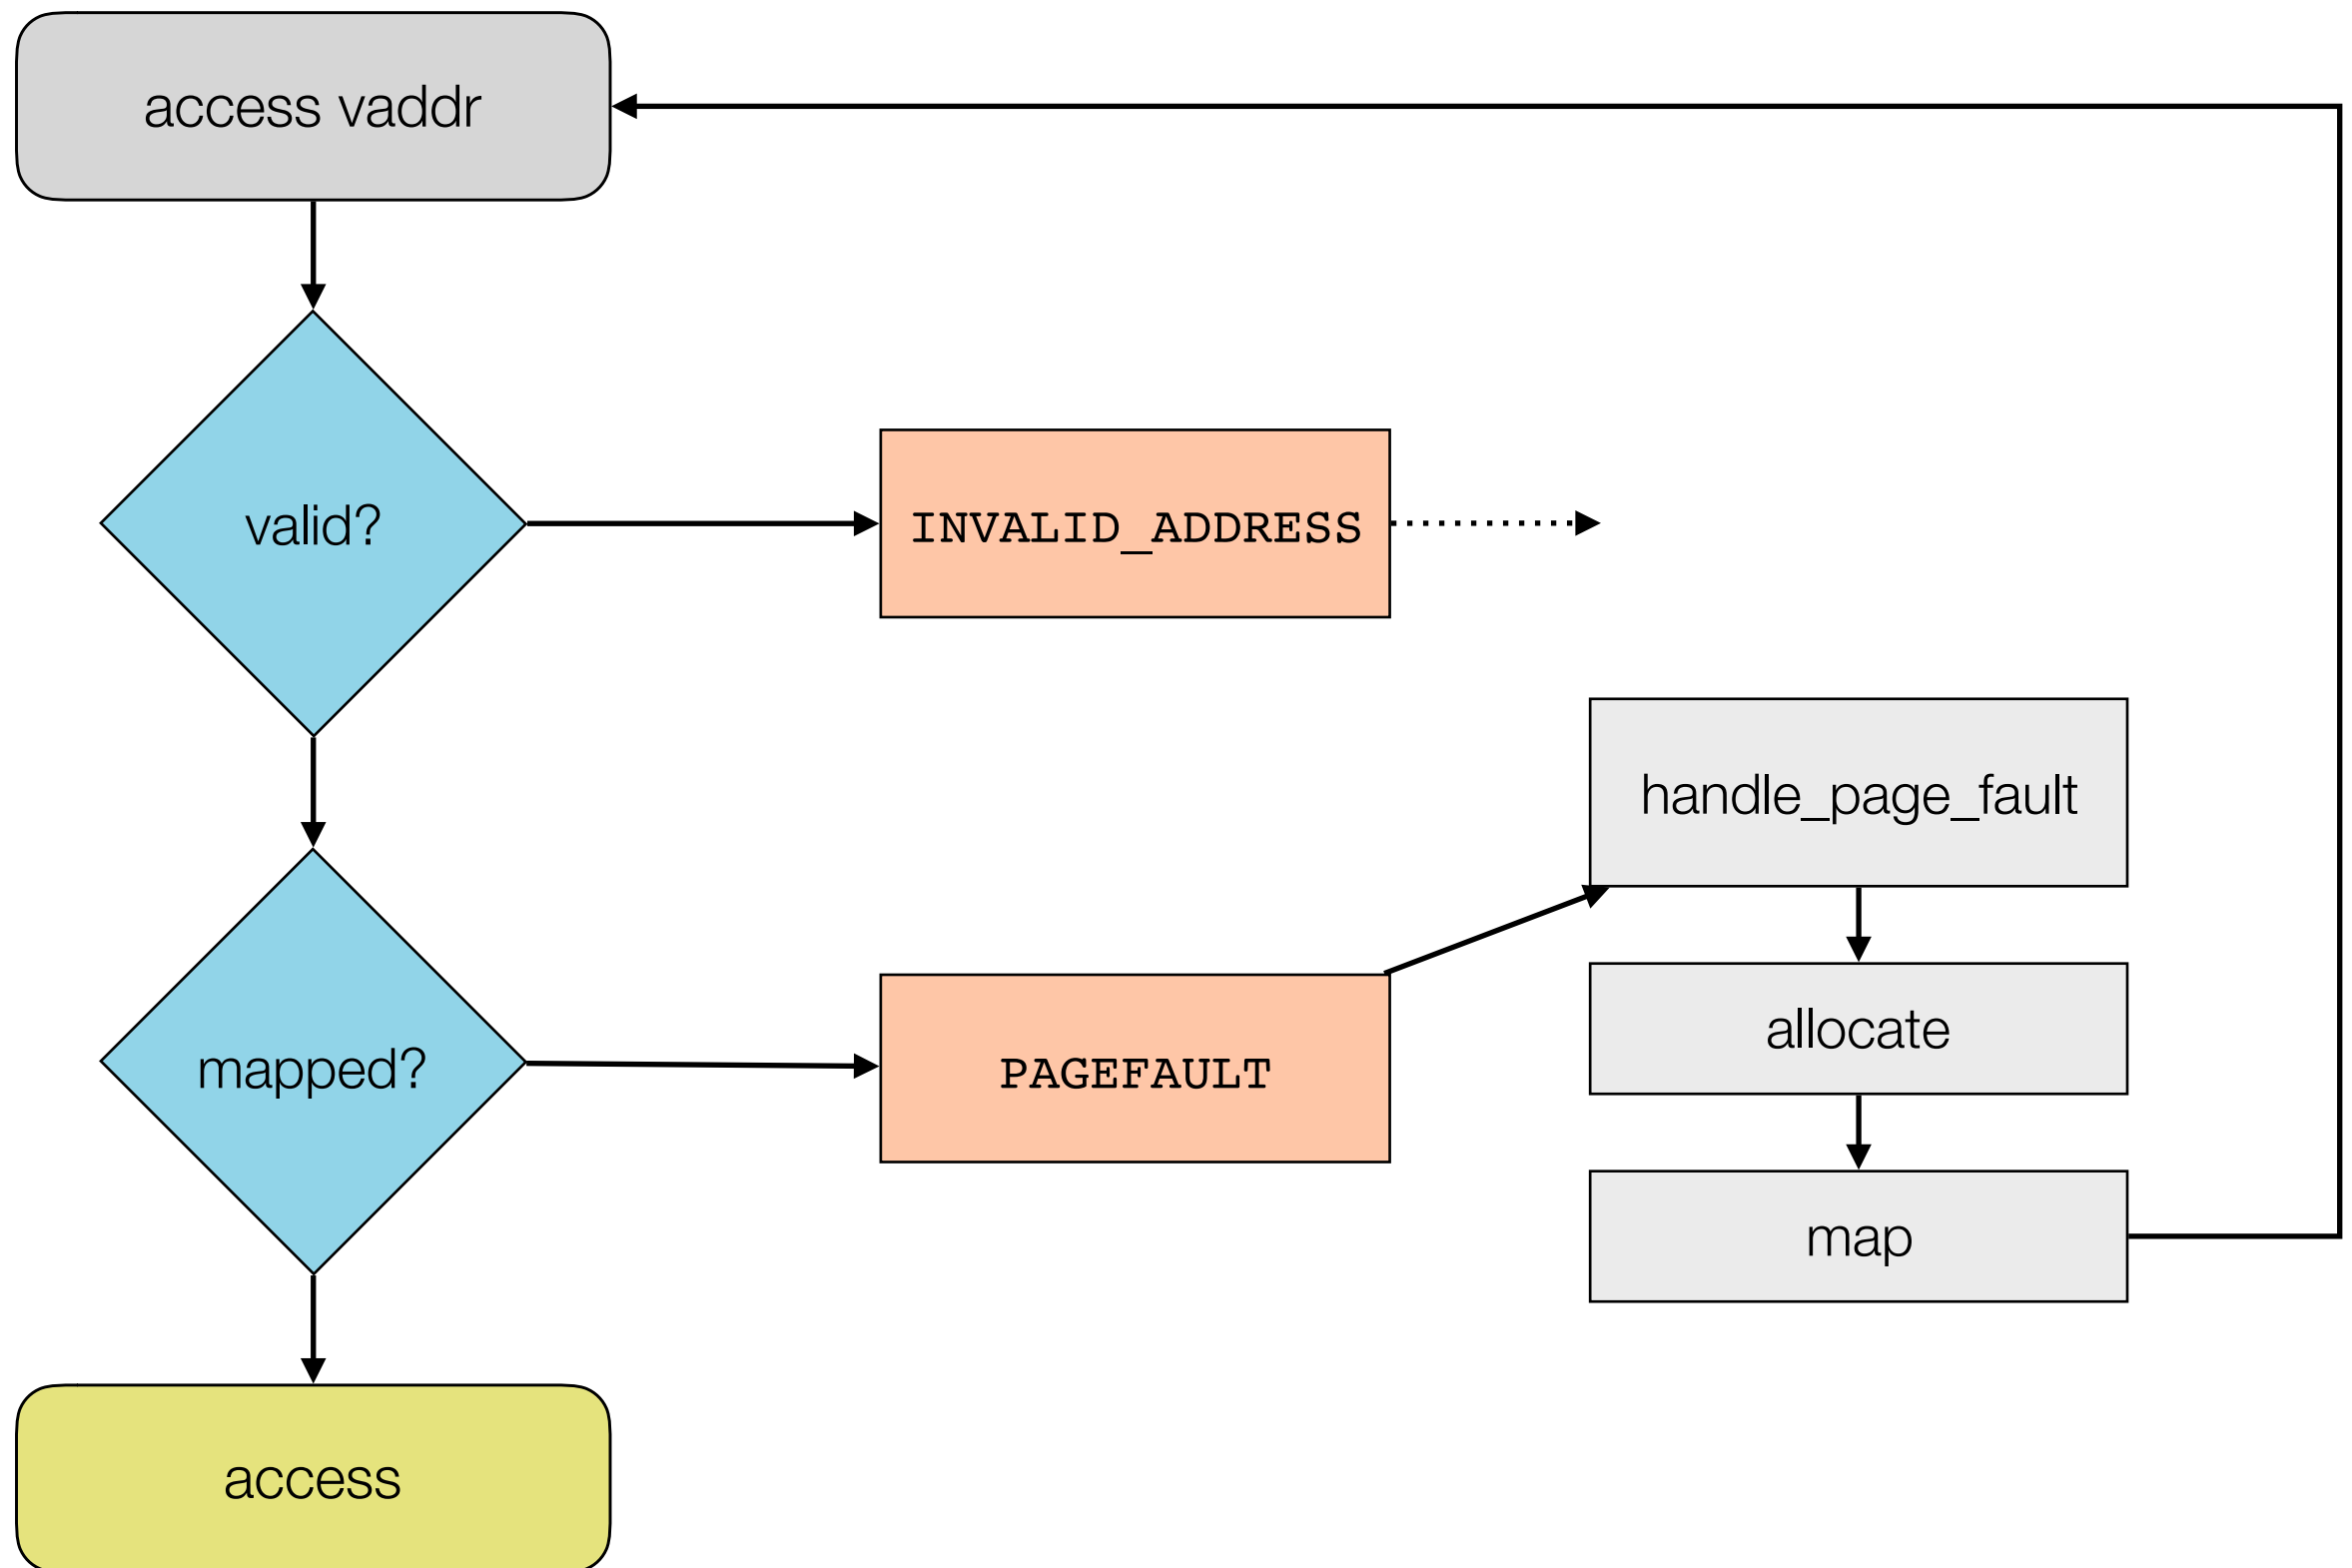 access vaddr
valid?
INVALID_ADDRESS
handle_page_fault
mapped?
PAGEFAULT
allocate
map
access